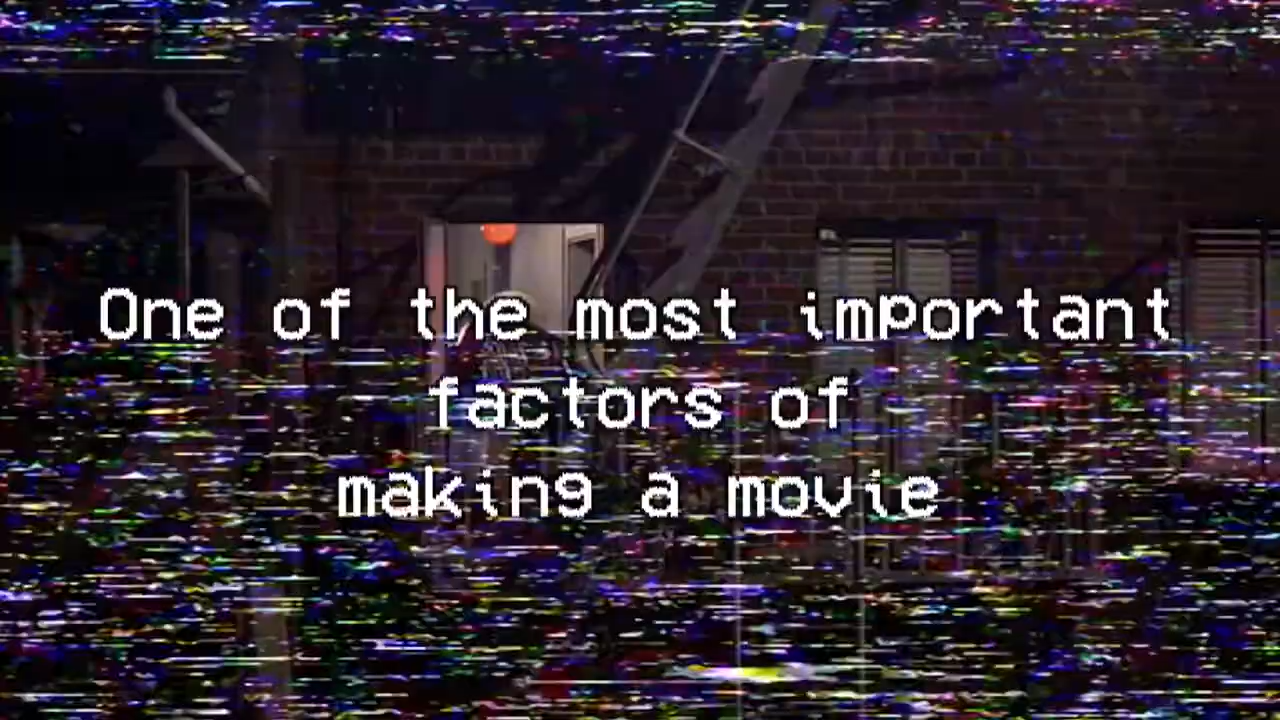 One of the most important
factors of
making a movie